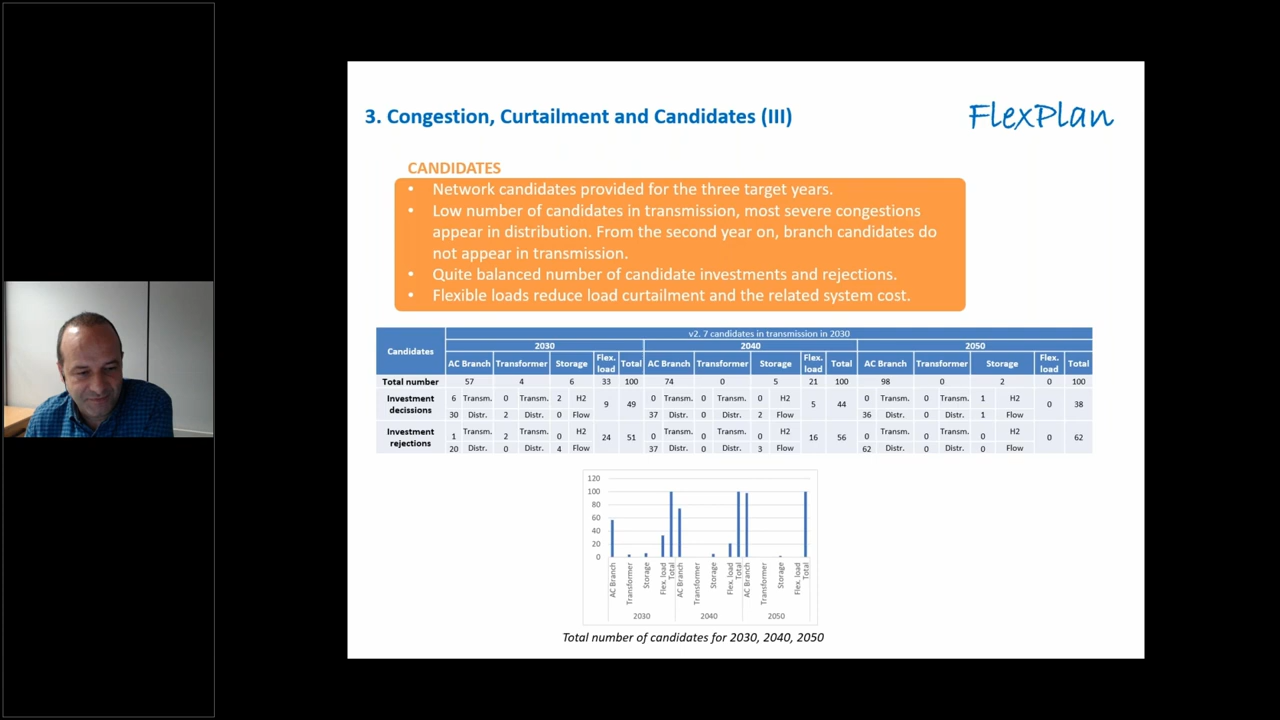 3. Congestion, Curtailment and Candidates (III)
FlexPlan
CANDIDATES
• Network candidates provided for the three target years.
• Low number of candidates in transmission, most severe congestions
appear in distribution. From the second year on, branch candidates do
not appear in transmission.
• Quite balanced number of candidate investments and rejections.
• Flexible loads reduce load curtailment and the related system cost.
v2. 7 candidates in transmission in 2030
Candidates
2030 2040 2050
AC Branch Transformer Storage Flex. load Total AC Branch Transformer Storage Flex. load Total AC Branch Transformer Storage Flex. load Total
Total number 57 4 6 33 100 74 0 5 21 100 98 0 2 0 100
Investment decissions
6 Transm. 0 Transm. 2 H2 9 49 0 Transm. 0 Transm. 0 H2 5 44 0 Transm. 0 Transm. 1 H2 0 38
30 Distr. 2 Distr. 0 Flow 37 Distr. 0 Distr. 2 Flow 36 Distr. 0 Distr. 1 Flow
Investment rejections
1 Transm. 2 Transm. 0 H2 24 51 0 Transm. 0 Transm. 0 H2 16 56 0 Transm. 0 Transm. 0 H2 0 62
20 Distr. 0 Distr. 4 Flow 37 Distr. 0 Distr. 3 Flow 62 Distr. 0 Distr. 0 Flow
120
100
80
60
40
20
0
AC Branch Transformer Storage Flex. load Total AC Branch Transformer Storage Flex. load Total AC Branch Transformer Storage Flex. load Total
2030 2040 2050
Total number of candidates for 2030, 2040, 2050